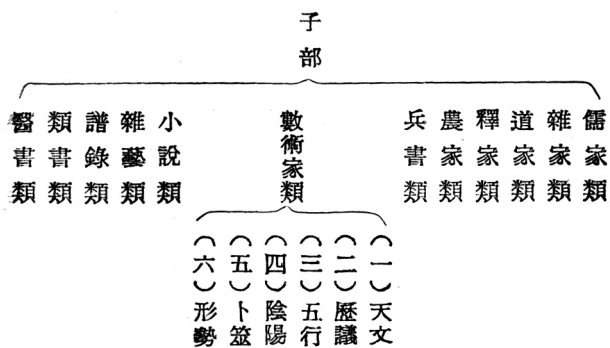 子部
儒家類
雜家類
道家類
釋家類
農家類
兵書類
數術家類
（一）天文
（二）歷議
（三）五行
（四）陰陽
（五）卜筮
（六）形勢
小說類
雜藝類
譜錄類
類書類
醫書類